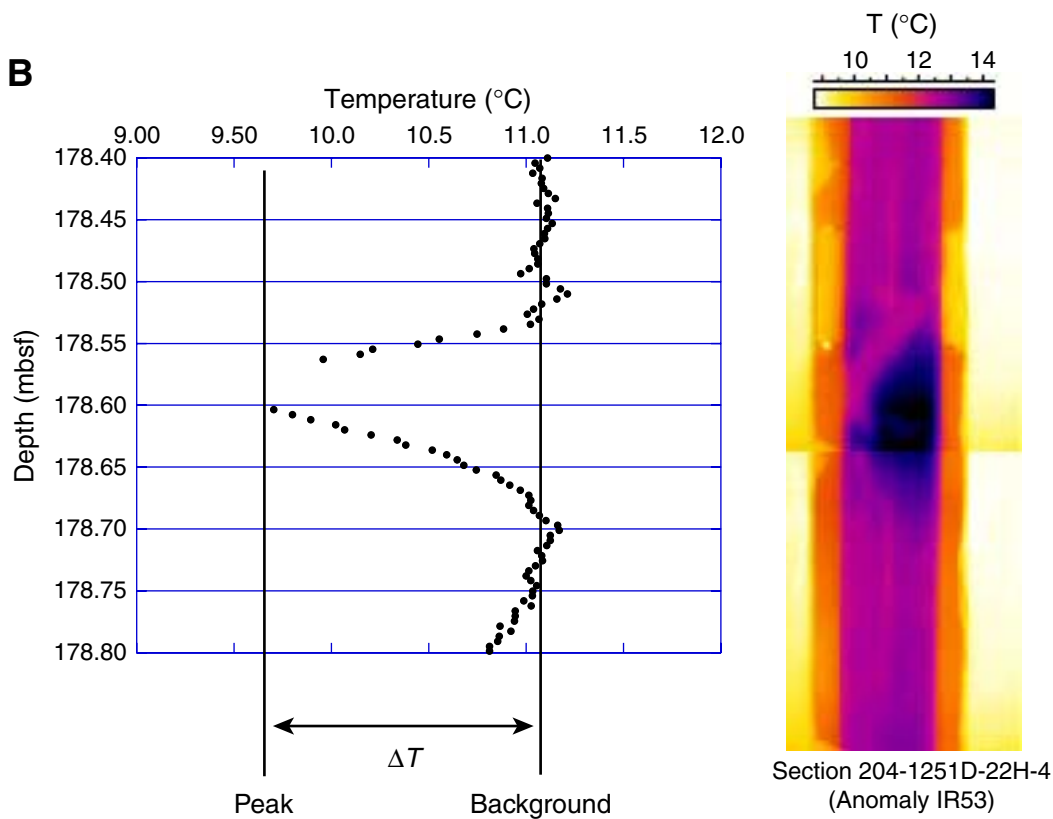 T (°C)
10 12 14
B
Temperature (°C)
9.00 9.50 10.0 10.5 11.0 11.5 12.0
178.40
178.45
178.50
178.55
178.60
178.65
178.70
178.75
178.80
Depth (mbsf)
ΔT
Peak
Background
Section 204-1251D-22H-4
(Anomaly IR53)